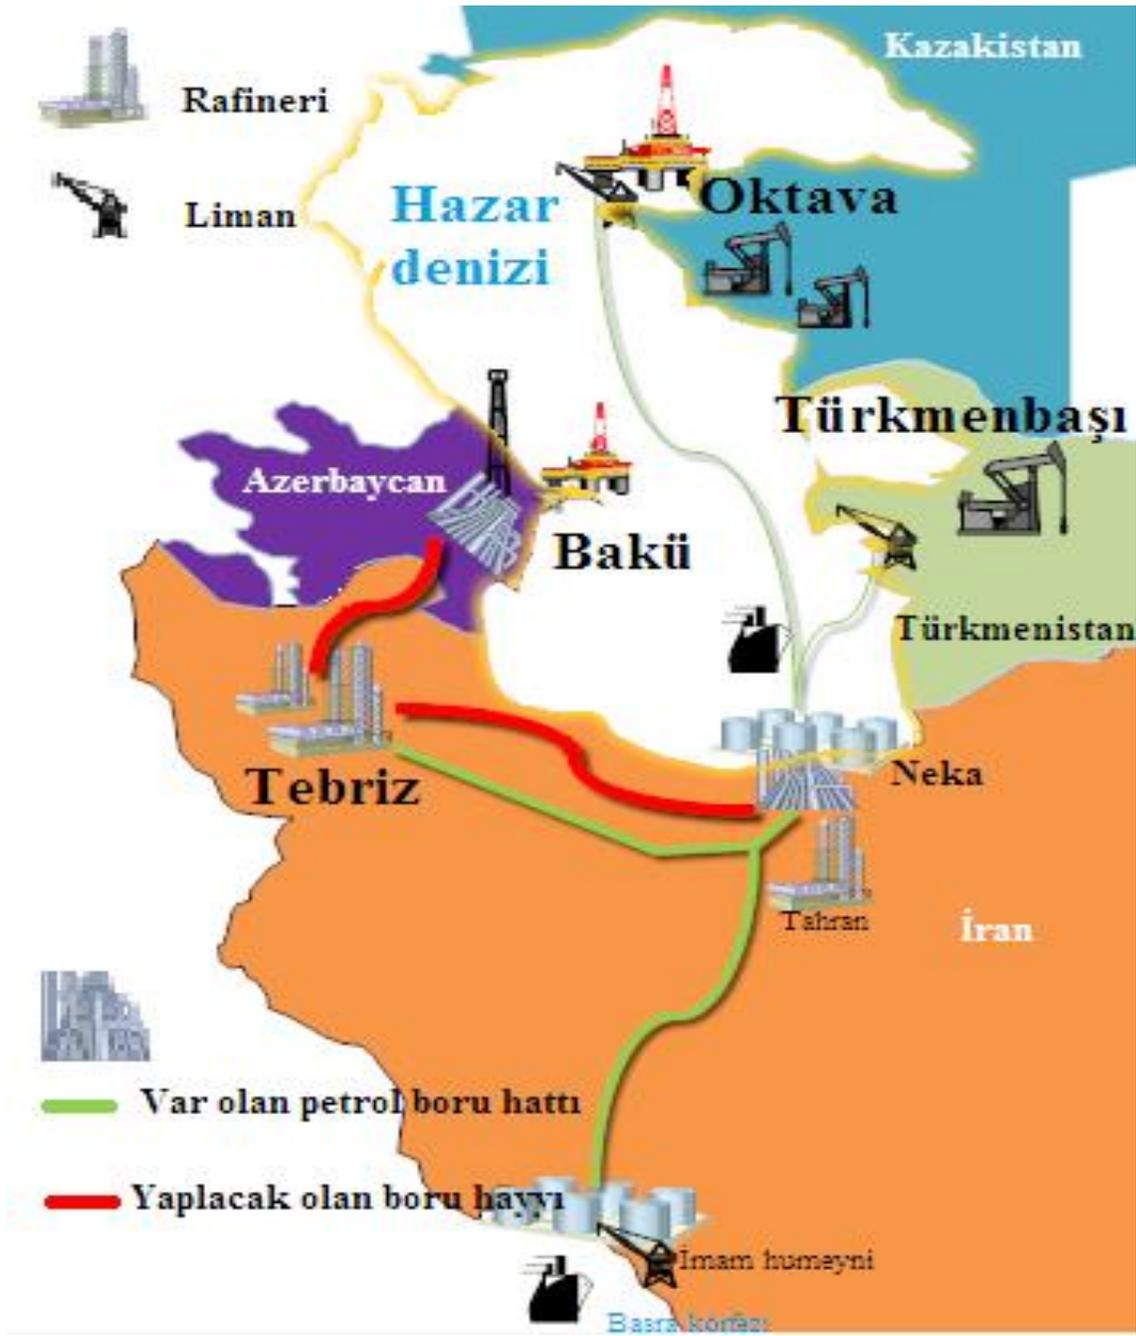 Kazakistan
Rafineri
Liman
Hazar
denizi
Oktava
Türkmenbaşı
Azerbaycan
Bakü
Türkmenistan
Tebriz
Neka
Tahran
İran
Var olan petrol boru hattı
Yaplacak olan boru hayyı
İmam humeyni
Basra körfezi